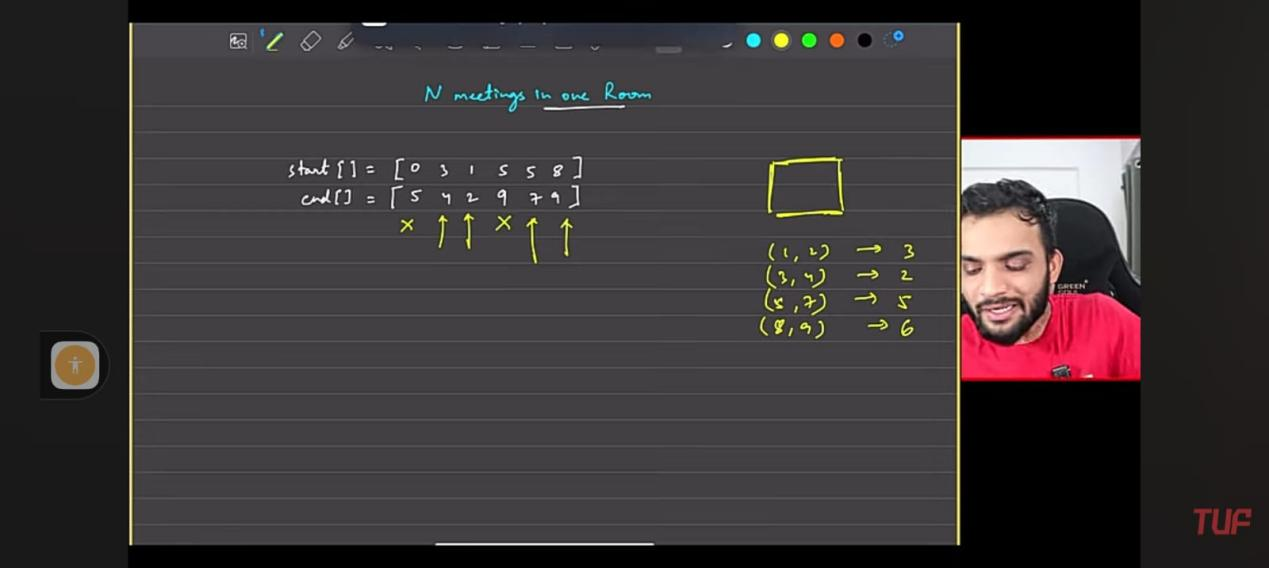 N meetings in one Room
start [ ] = [ 0 3 1 5 5 8 ]
end [ ] = [ 5 4 2 9 7 9 ]
× ↑ ↑ × ↑ ↑
(1, 2) → 3
(3, 4) → 2
(5, 7) → 5
(8, 9) → 6
GREEN
TUF